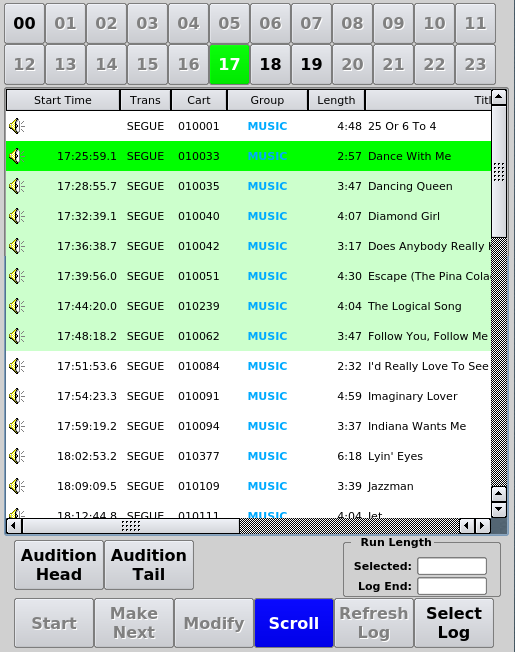 00 01 02 03 04 05 06 07 08 09 10 11
12 13 14 15 16 17 18 19 20 21 22 23
Start Time Trans Cart Group Length Titl
SEGUE 010001 MUSIC 4:48 25 Or 6 To 4
17:25:59.1 SEGUE 010033 MUSIC 2:57 Dance With Me
17:28:55.7 SEGUE 010035 MUSIC 3:47 Dancing Queen
17:32:39.1 SEGUE 010040 MUSIC 4:07 Diamond Girl
17:36:38.7 SEGUE 010042 MUSIC 3:17 Does Anybody Really
17:39:56.0 SEGUE 010051 MUSIC 4:30 Escape (The Pina Cola
17:44:20.0 SEGUE 010239 MUSIC 4:04 The Logical Song
17:48:18.2 SEGUE 010062 MUSIC 3:47 Follow You, Follow Me
17:51:53.6 SEGUE 010084 MUSIC 2:32 I'd Really Love To See
17:54:23.3 SEGUE 010091 MUSIC 4:59 Imaginary Lover
17:59:19.2 SEGUE 010094 MUSIC 3:37 Indiana Wants Me
18:02:53.2 SEGUE 010377 MUSIC 6:18 Lyin' Eyes
18:09:09.5 SEGUE 010109 MUSIC 3:39 Jazzman
18:12:44.8 SEGUE 010111 MUSIC 4:04 Jet
Audition Head
Audition Tail
Run Length
Selected:
Log End:
Start
Make Next
Modify
Scroll
Refresh Log
Select Log